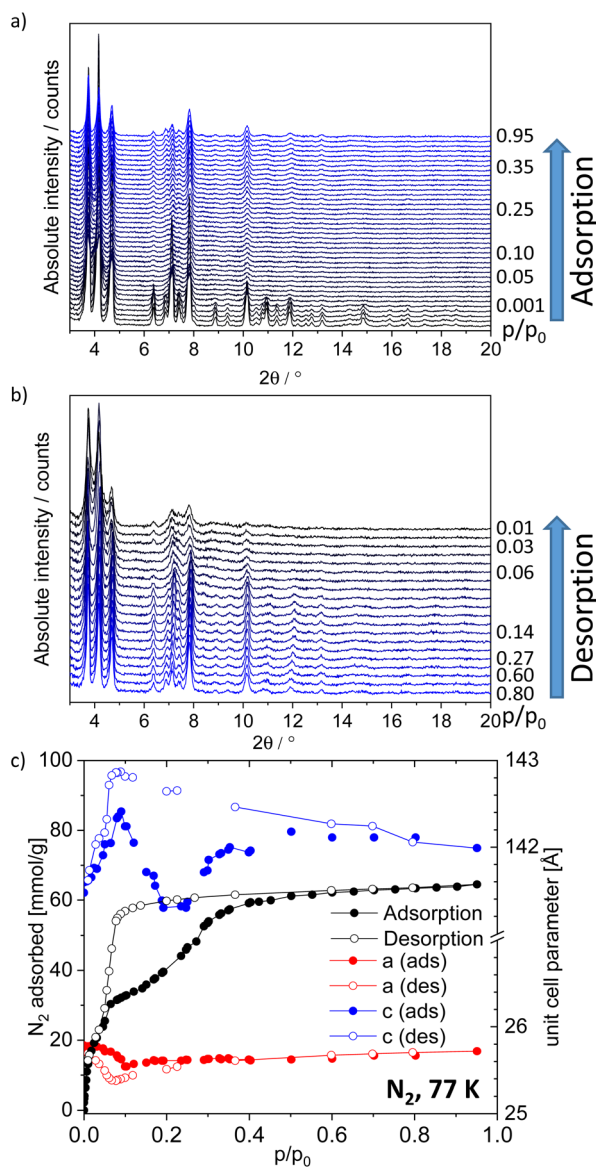 a)
Absolute intensity / counts
0.95
0.35
0.25
0.10
0.05
0.001
p/p₀
Adsorption
4 6 8 10 12 14 16 18 20
2θ / °
b)
Absolute intensity / counts
0.01
0.03
0.06
0.14
0.27
0.60
0.80
p/p₀
Desorption
4 6 8 10 12 14 16 18 20
2θ / °
c)
N₂ adsorbed [mmol/g]
100
80
60
40
20
0
143
142
26
25
unit cell parameter [Å]
Adsorption
Desorption
a (ads)
a (des)
c (ads)
c (des)
N₂, 77 K
0.0 0.2 0.4 0.6 0.8 1.0
p/p₀